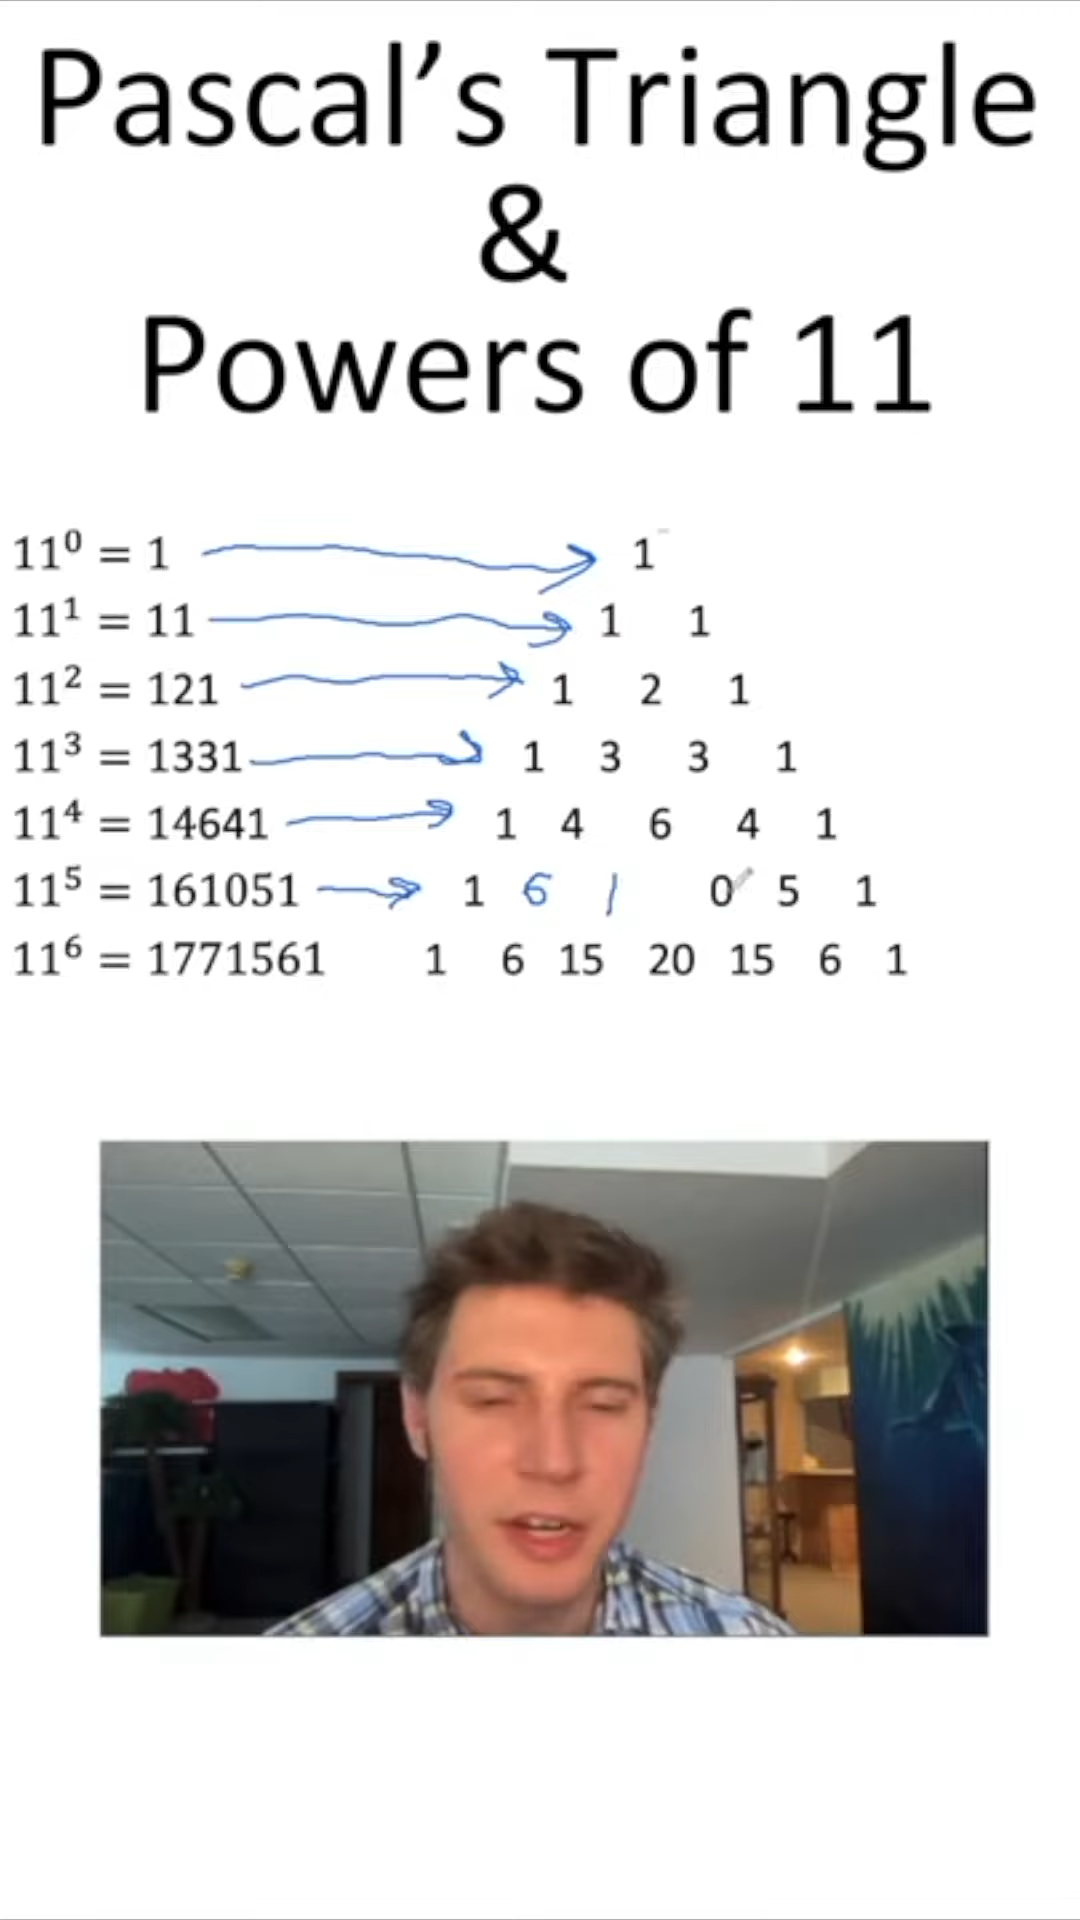 Pascal’s Triangle
&
Powers of 11
11⁰ = 1 1
11¹ = 11 1 1
11² = 121 1 2 1
11³ = 1331 1 3 3 1
11⁴ = 14641 1 4 6 4 1
11⁵ = 161051 1 6 1 0 5 1
11⁶ = 1771561 1 6 15 20 15 6 1